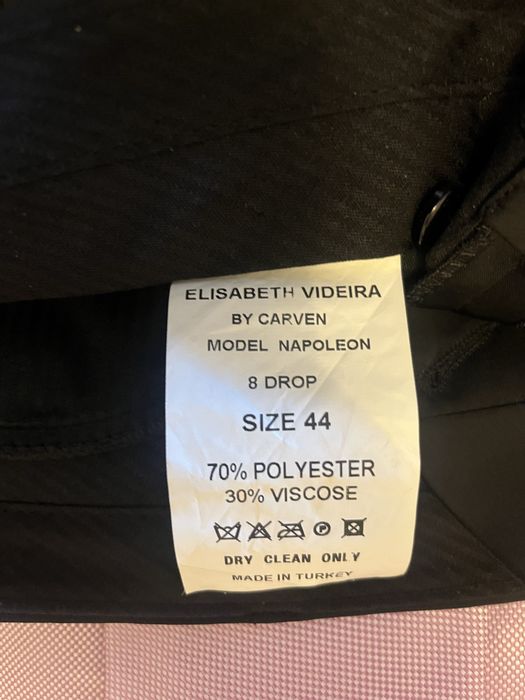 ELISABETH VIDEIRA
BY CARVEN
MODEL NAPOLEON
8 DROP
SIZE 44
70% POLYESTER
30% VISCOSE
P
DRY CLEAN ONLY
MADE IN TURKEY